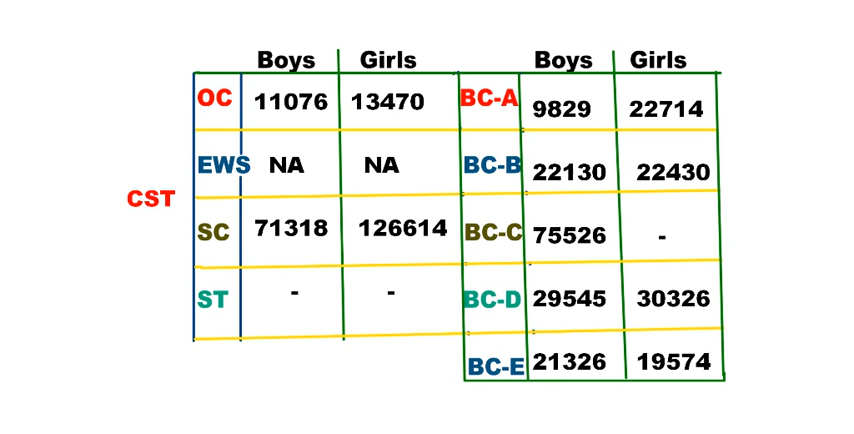 Boys Girls Boys Girls
OC 11076 13470 BC-A 9829 22714
EWS NA NA BC-B 22130 22430
CST
SC 71318 126614 BC-C 75526 -
ST - - BC-D 29545 30326
BC-E 21326 19574